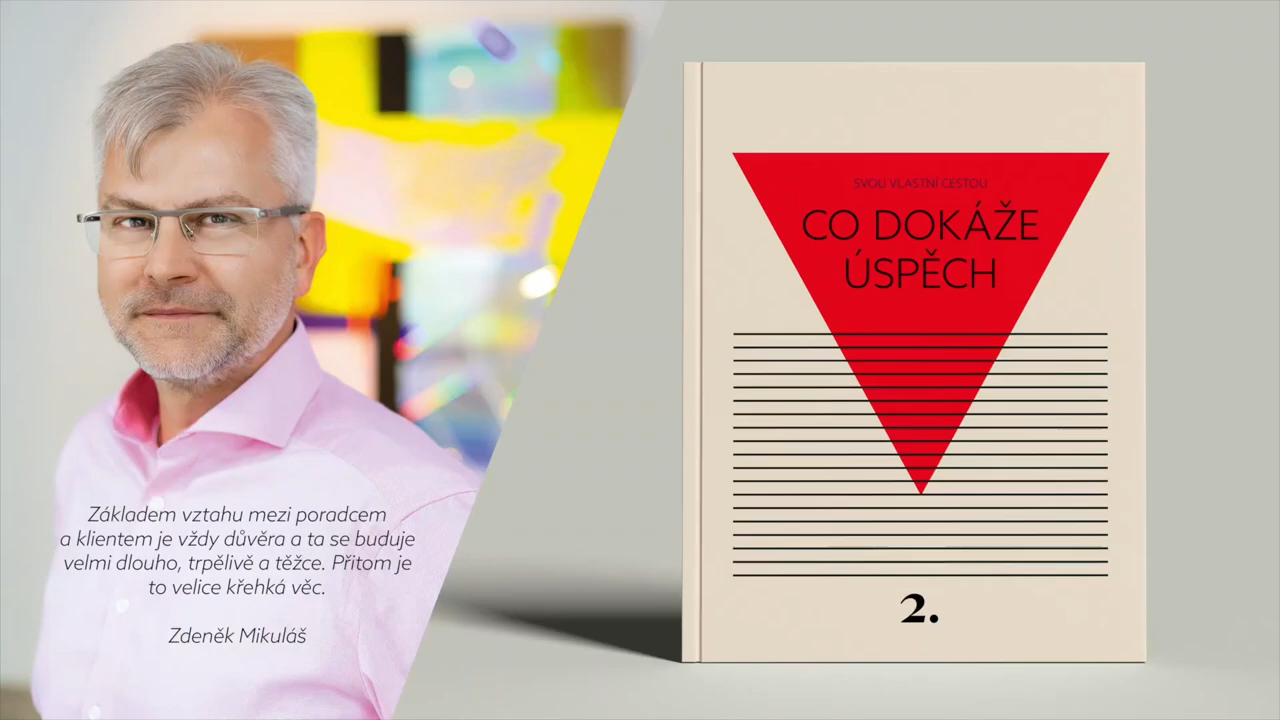 Základem vztahu mezi poradcem
a klientem je vždy důvěra a ta se buduje
velmi dlouho, trpělivě a těžce. Přitom je
to velice křehká věc.
Zdeněk Mikuláš
SVOU VLASTNÍ CESTOU
CO DOKÁŽE
ÚSPĚCH
2.